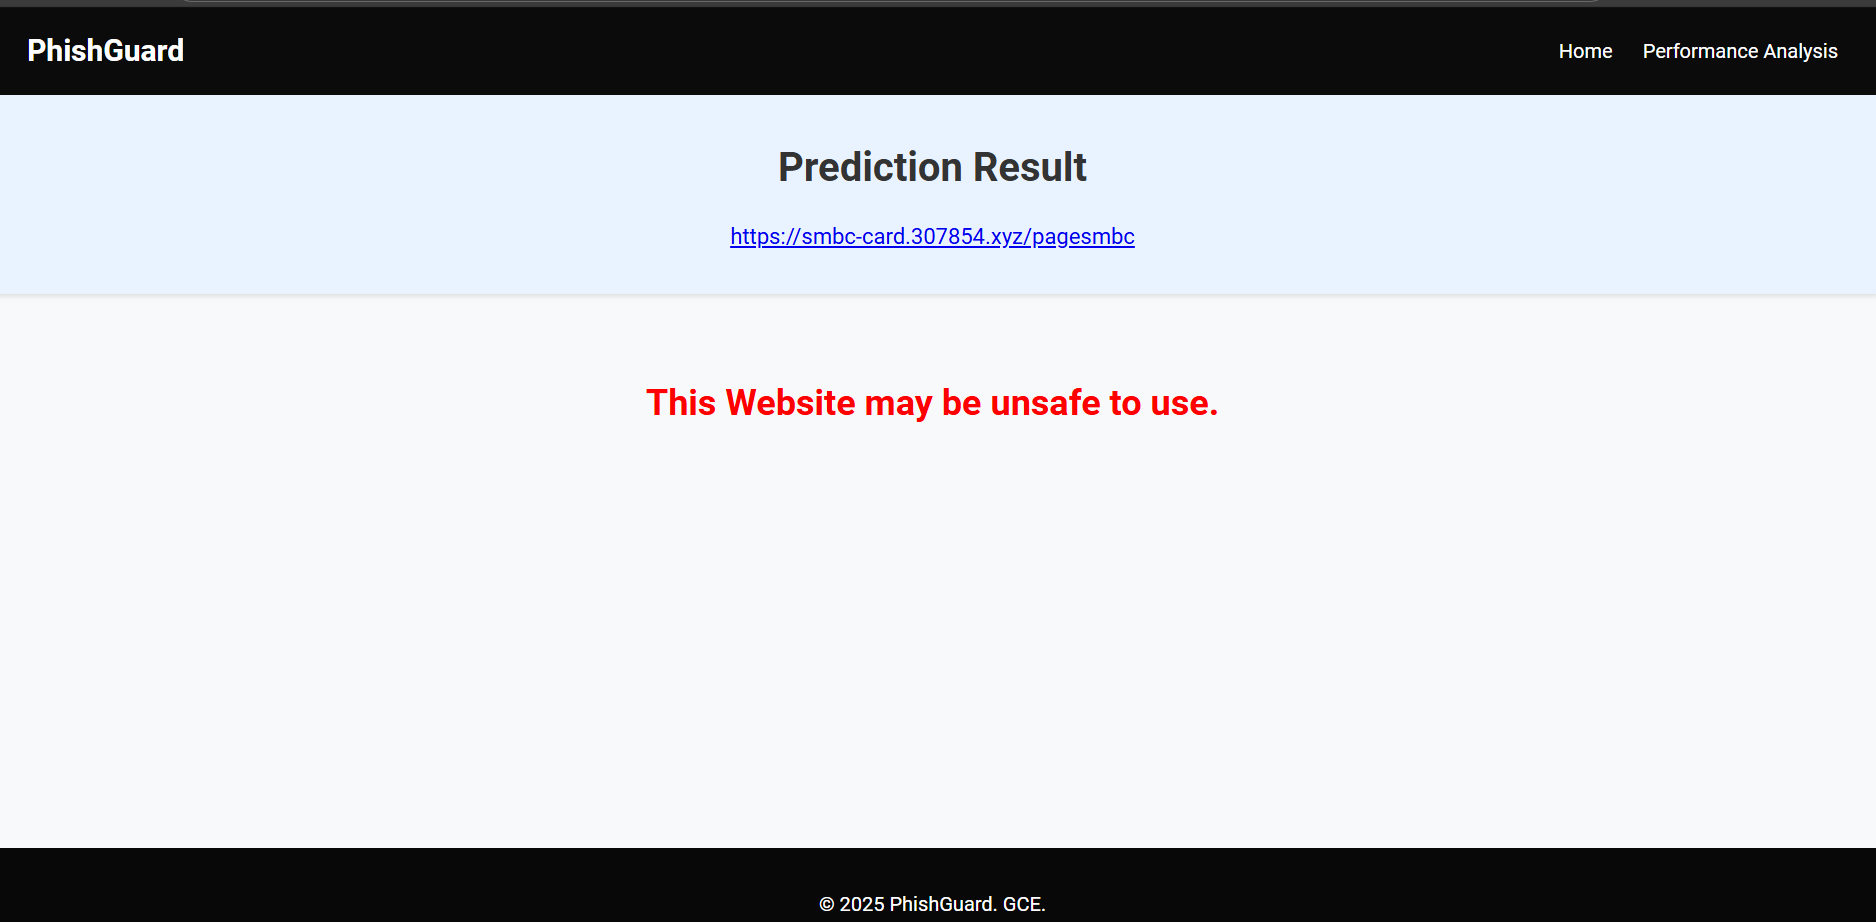 PhishGuard
Home
Performance Analysis
Prediction Result
https://smbc-card.307854.xyz/pagesmbc
This Website may be unsafe to use.
© 2025 PhishGuard. GCE.